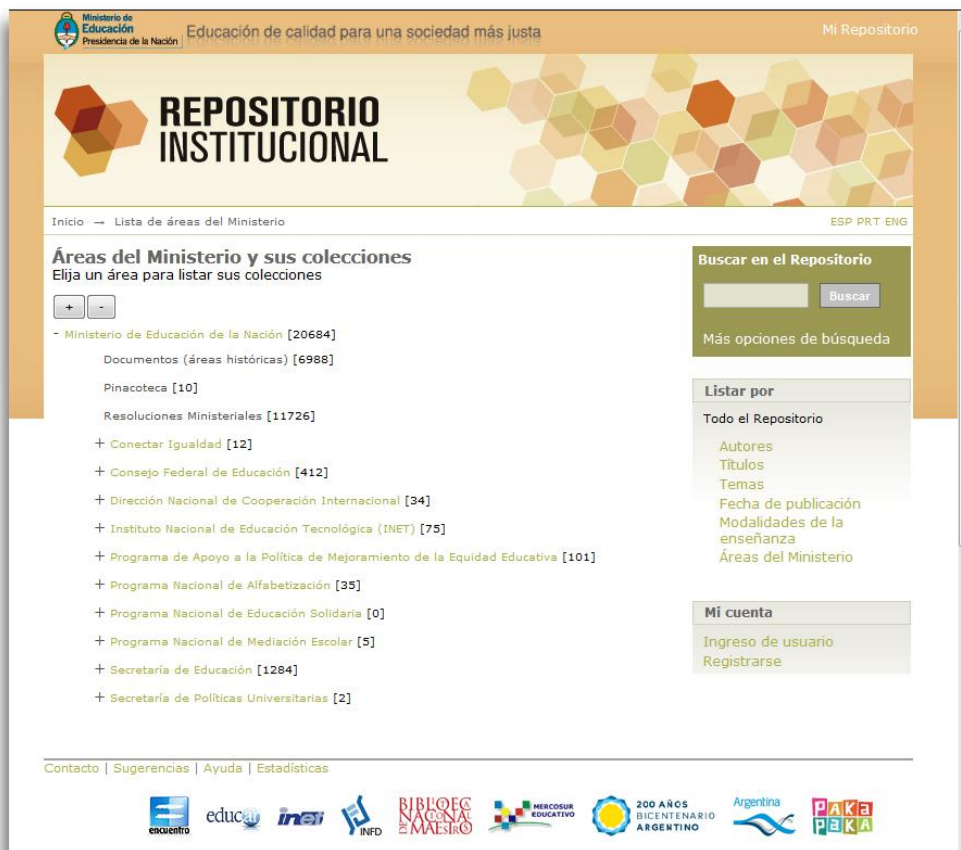 Ministerio de
Educación
Presidencia de la Nación
Educación de calidad para una sociedad más justa
Mi Repositorio
REPOSITORIO
INSTITUCIONAL
Inicio → Lista de áreas del Ministerio
ESP PRT ENG
Áreas del Ministerio y sus colecciones
Elija un área para listar sus colecciones
+ -
- Ministerio de Educación de la Nación [20684]
Documentos (áreas históricas) [6988]
Pinacoteca [10]
Resoluciones Ministeriales [11726]
+ Conectar Igualdad [12]
+ Consejo Federal de Educación [412]
+ Dirección Nacional de Cooperación Internacional [34]
+ Instituto Nacional de Educación Tecnológica (INET) [75]
+ Programa de Apoyo a la Política de Mejoramiento de la Equidad Educativa [101]
+ Programa Nacional de Alfabetización [35]
+ Programa Nacional de Educación Solidaria [0]
+ Programa Nacional de Mediación Escolar [5]
+ Secretaría de Educación [1284]
+ Secretaría de Políticas Universitarias [2]
Buscar en el Repositorio
Buscar
Más opciones de búsqueda
Listar por
Todo el Repositorio
Autores
Títulos
Temas
Fecha de publicación
Modalidades de la
enseñanza
Áreas del Ministerio
Mi cuenta
Ingreso de usuario
Registrarse
Contacto | Sugerencias | Ayuda | Estadísticas
encuentro
educar
inet
INFD
BIBLIOTECA
NACIONAL
DE MAESTROS
MERCOSUR
EDUCATIVO
200 AÑOS
BICENTENARIO
ARGENTINO
Argentina
PAKA
PAKA